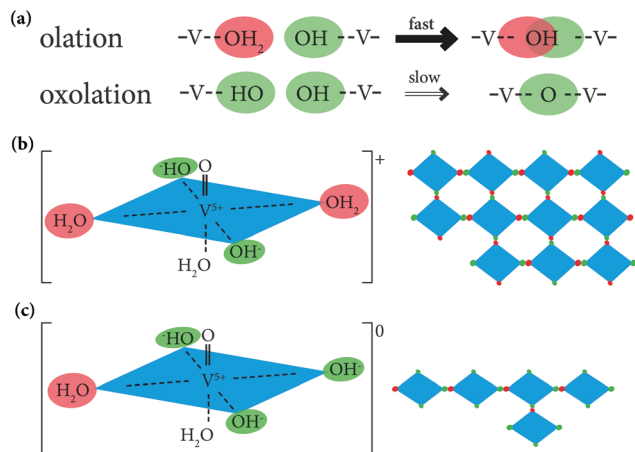 (a)
olation –V– OH₂ OH –V– fast –V– OH –V–
oxolation –V– HO OH –V– slow –V– O –V–
(b)
⁻HO O +
H₂O V⁵⁺ OH₂
H₂O OH⁻
(c)
⁻HO O 0
H₂O V⁵⁺ OH⁻
H₂O OH⁻